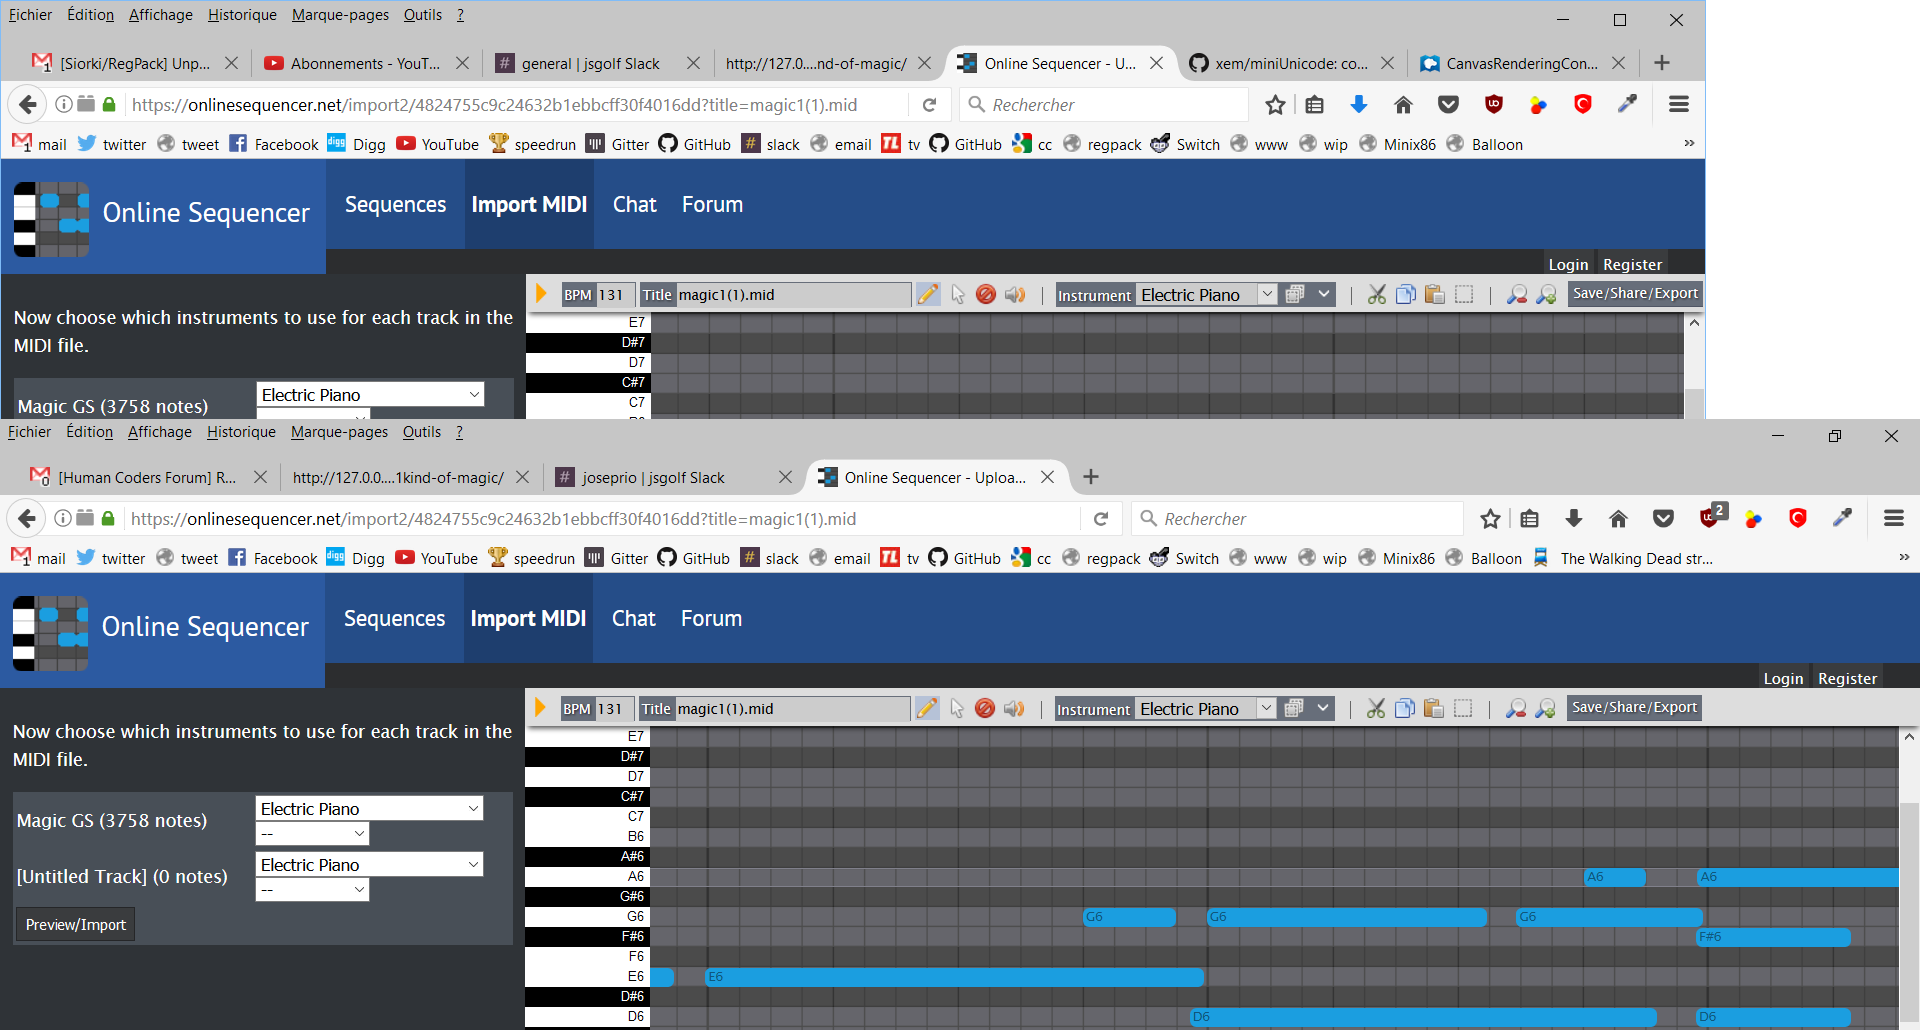 Fichier Édition Affichage Historique Marque-pages Outils ?
[Siorki/RegPack] Unp... Abonnements - YouT... general | jsgolf Slack http://127.0....nd-of-magic/ Online Sequencer - U... xem/miniUnicode: co... CanvasRenderingCon...
https://onlinesequencer.net/import2/4824755c9c24632b1ebbcff30f4016dd?title=magic1(1).mid Rechercher
mail twitter tweet Facebook digg Digg YouTube speedrun Gitter GitHub # slack email TL tv GitHub cc regpack Switch www wip Minix86 Balloon »
Online Sequencer Sequences Import MIDI Chat Forum
Login Register
BPM 131 Title magic1(1).mid Instrument Electric Piano Save/Share/Export
Now choose which instruments to use for each track in the
MIDI file.
Magic GS (3758 notes) Electric Piano
E7
D#7
D7
C#7
C7
Fichier Édition Affichage Historique Marque-pages Outils ?
[Human Coders Forum] R... http://127.0.0....1kind-of-magic/ joseprio | jsgolf Slack Online Sequencer - Uploa...
https://onlinesequencer.net/import2/4824755c9c24632b1ebbcff30f4016dd?title=magic1(1).mid Rechercher 2
mail twitter tweet Facebook digg Digg YouTube speedrun Gitter GitHub # slack email TL tv GitHub cc regpack Switch www wip Minix86 Balloon The Walking Dead str... »
Online Sequencer Sequences Import MIDI Chat Forum
Login Register
BPM 131 Title magic1(1).mid Instrument Electric Piano Save/Share/Export
Now choose which instruments to use for each track in the
MIDI file.
Magic GS (3758 notes) Electric Piano
--
[Untitled Track] (0 notes) Electric Piano
--
Preview/Import
E7
D#7
D7
C#7
C7
B6
A#6
A6 A6 A6
G#6
G6 G6 G6 G6
F#6 F#6
F6
E6 E6
D#6
D6 D6 D6